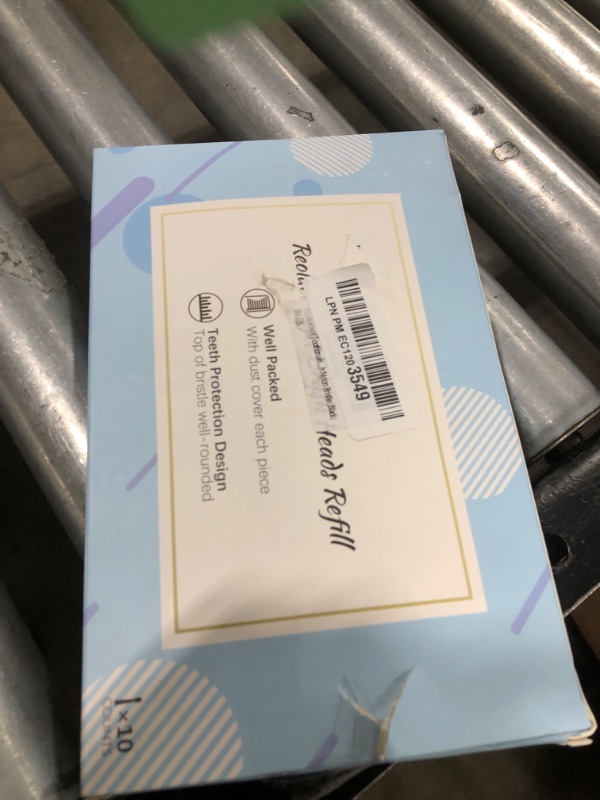 Heads Refill
LPN PM EC1203549
Well Packed
With dust cover each piece
Teeth Protection Design
Top of bristle well-rounded
1×10
COUNTS